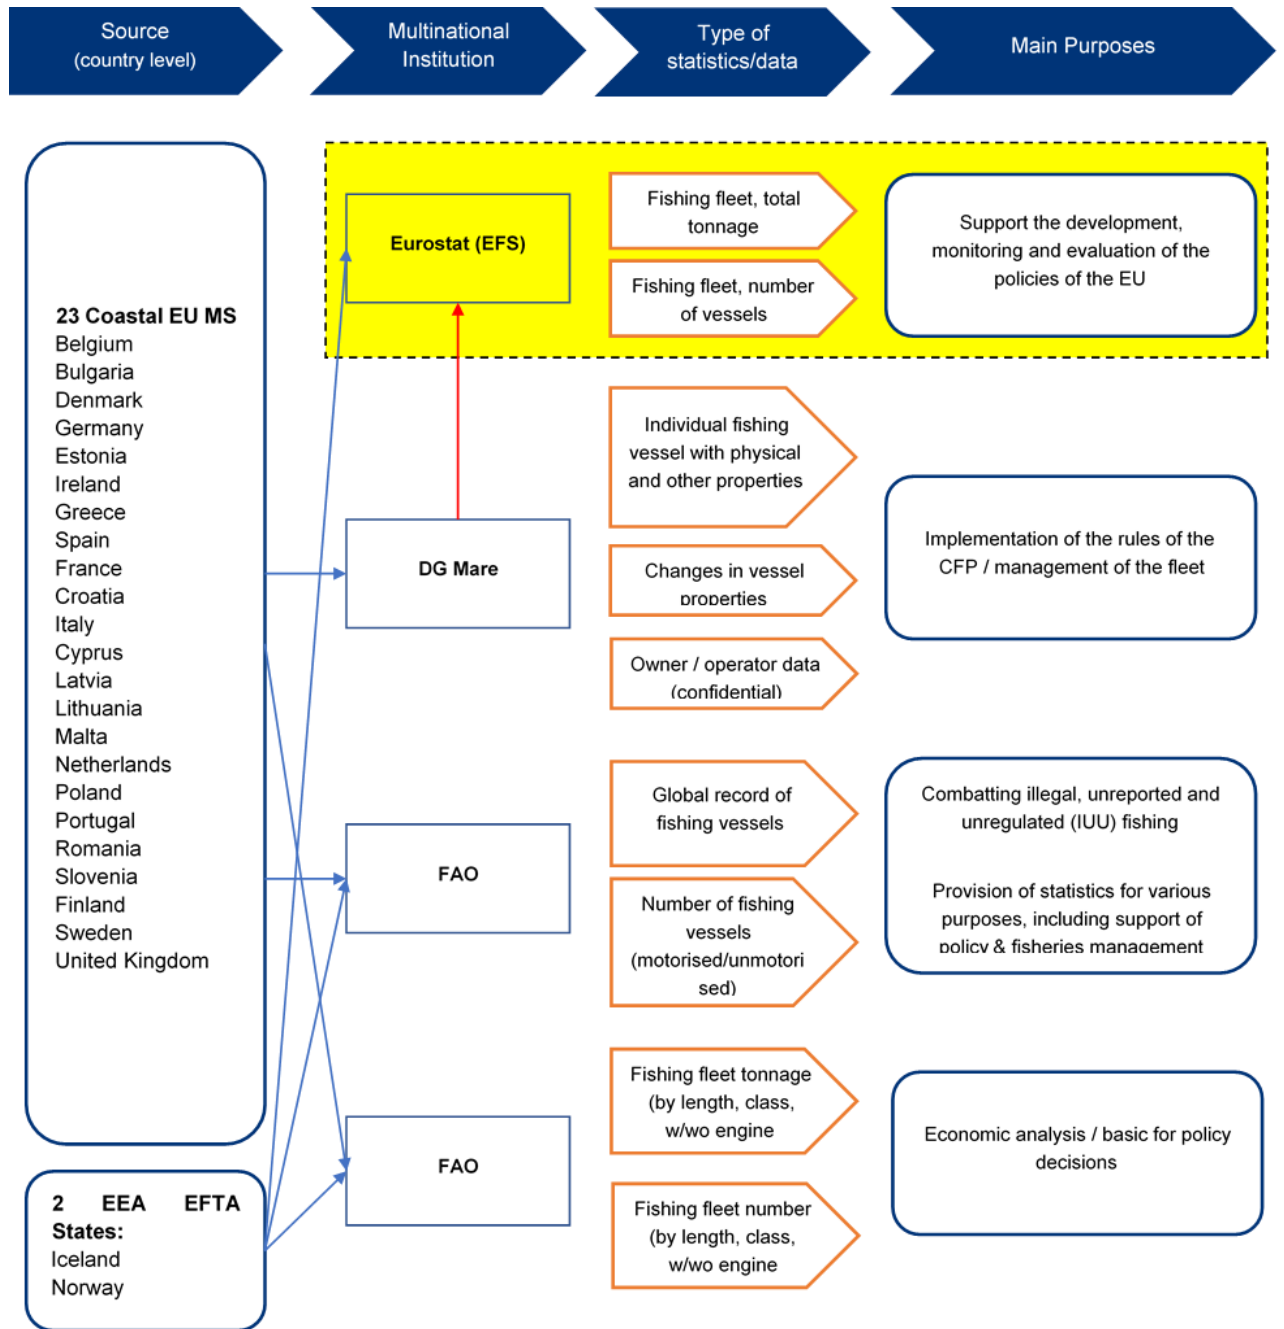 Source
(country level)
Multinational
Institution
Type of
statistics/data
Main Purposes
23 Coastal EU MS
Belgium
Bulgaria
Denmark
Germany
Estonia
Ireland
Greece
Spain
France
Croatia
Italy
Cyprus
Latvia
Lithuania
Malta
Netherlands
Poland
Portugal
Romania
Slovenia
Finland
Sweden
United Kingdom
2 EEA EFTA
States:
Iceland
Norway
Eurostat (EFS)
Fishing fleet, total
tonnage
Fishing fleet, number
of vessels
Support the development,
monitoring and evaluation of the
policies of the EU
DG Mare
Individual fishing
vessel with physical
and other properties
Changes in vessel
properties
Owner / operator data
(confidential)
Implementation of the rules of the
CFP / management of the fleet
FAO
Global record of
fishing vessels
Number of fishing
vessels
(motorised/unmotori
sed)
Combatting illegal, unreported and
unregulated (IUU) fishing
Provision of statistics for various
purposes, including support of
policy & fisheries management
FAO
Fishing fleet tonnage
(by length, class,
w/wo engine
Fishing fleet number
(by length, class,
w/wo engine
Economic analysis / basic for policy
decisions